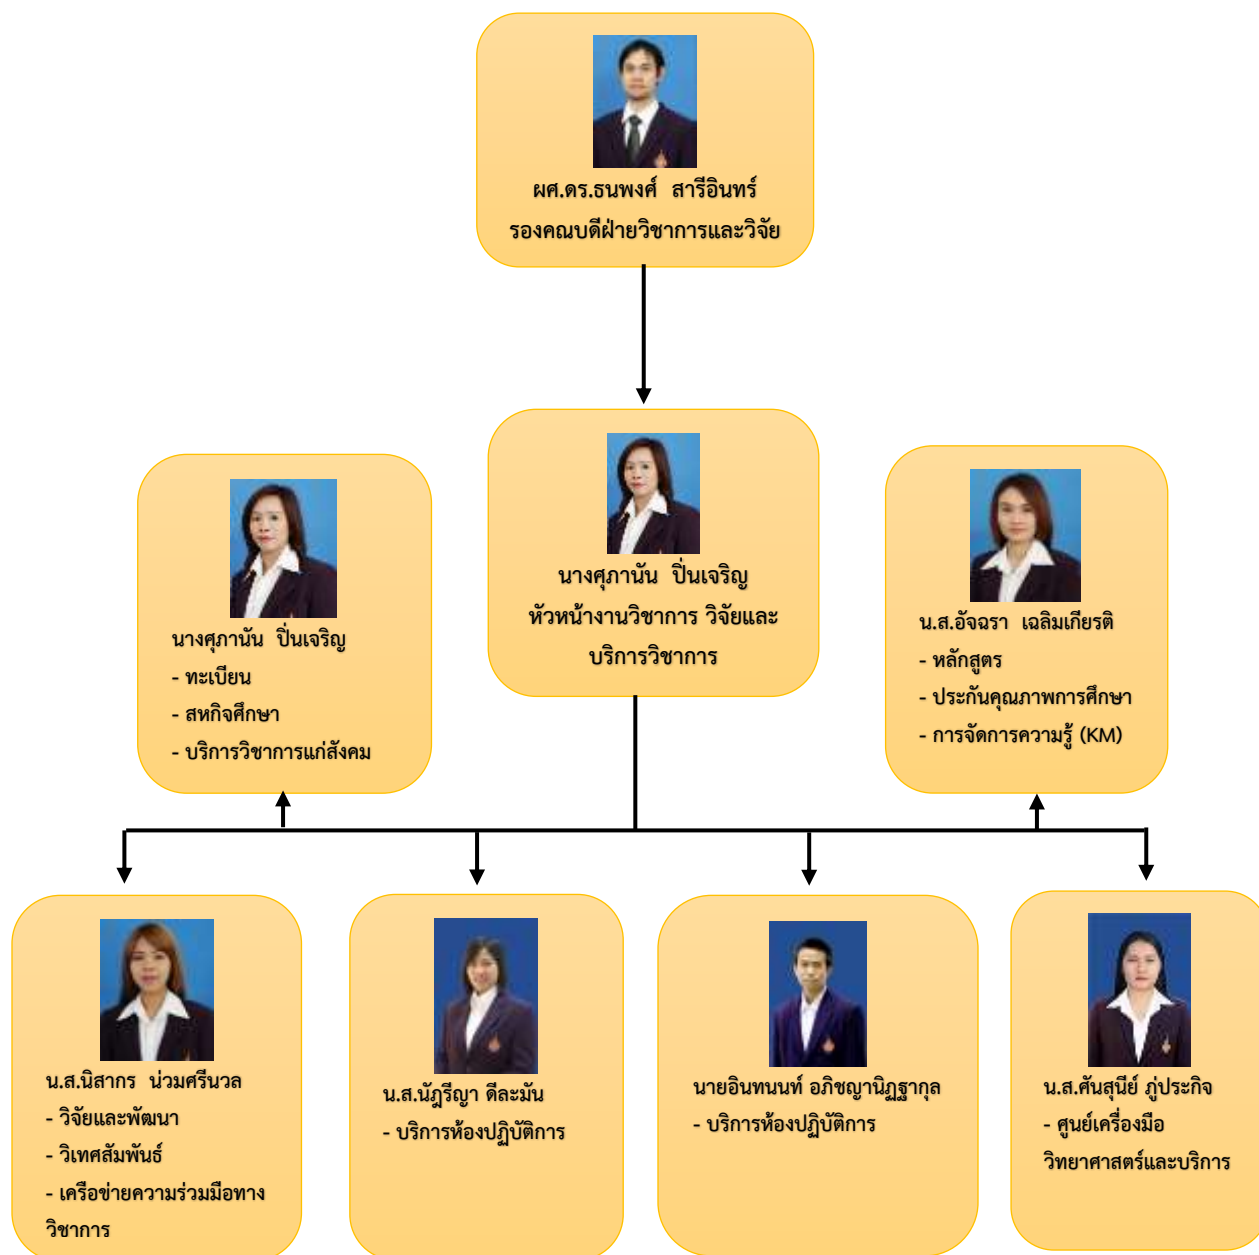 ผศ.ดร.ธนพงศ์ สารีอินทร์
รองคณบดีฝ่ายวิชาการและวิจัย
นางศุภานัน ปิ่นเจริญ
หัวหน้างานวิชาการ วิจัยและ
บริการวิชาการ
นางศุภานัน ปิ่นเจริญ
- ทะเบียน
- สหกิจศึกษา
- บริการวิชาการแก่สังคม
น.ส.อัจฉรา เฉลิมเกียรติ
- หลักสูตร
- ประกันคุณภาพการศึกษา
- การจัดการความรู้ (KM)
น.ส.นิสากร น่วมศรีนวล
- วิจัยและพัฒนา
- วิเทศสัมพันธ์
- เครือข่ายความร่วมมือทาง
วิชาการ
น.ส.นัฎรีญา ดีละมัน
- บริการห้องปฏิบัติการ
นายอินทนนท์ อภิชญานิฏฐากุล
- บริการห้องปฏิบัติการ
น.ส.ศันสุนีย์ ภู่ประกิจ
- ศูนย์เครื่องมือ
วิทยาศาสตร์และบริการ